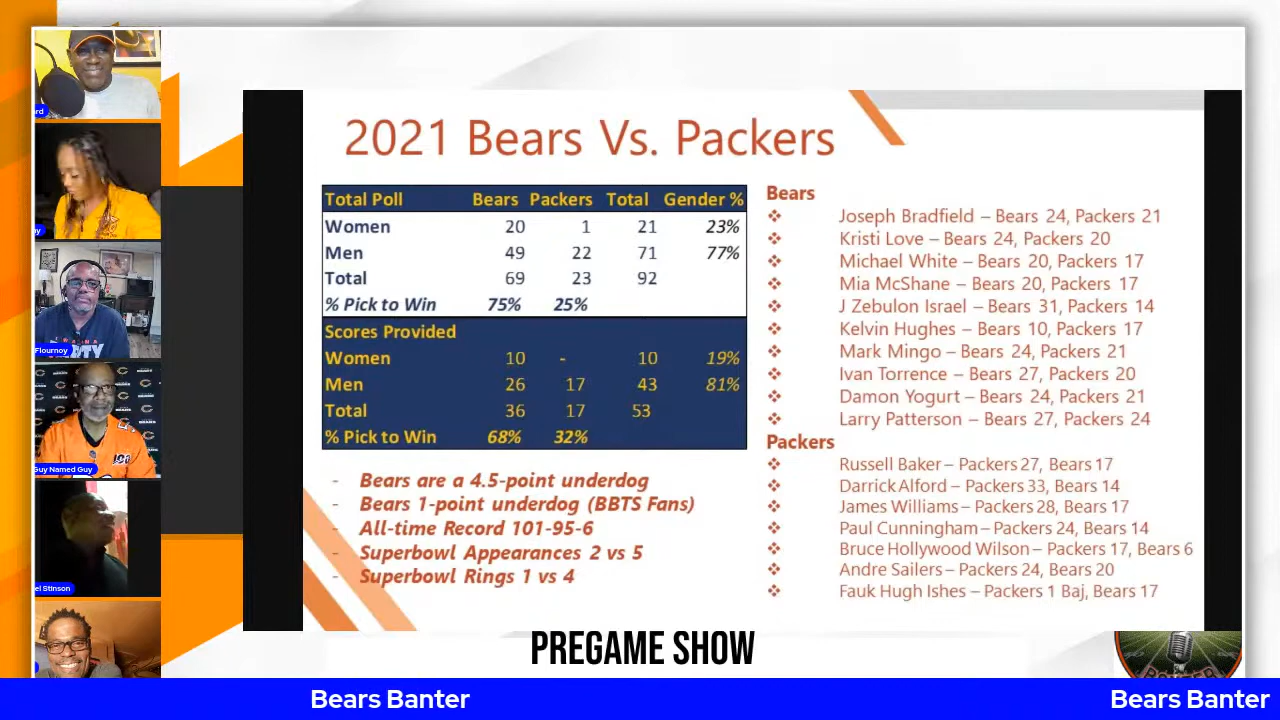 2021 Bears Vs. Packers
Total Poll Bears Packers Total Gender %
Women 20 1 21 23%
Men 49 22 71 77%
Total 69 23 92
% Pick to Win 75% 25%
Scores Provided
Women 10 - 10 19%
Men 26 17 43 81%
Total 36 17 53
% Pick to Win 68% 32%
- Bears are a 4.5-point underdog
- Bears 1-point underdog (BBTS Fans)
- All-time Record 101-95-6
- Superbowl Appearances 2 vs 5
- Superbowl Rings 1 vs 4
Bears
❖ Joseph Bradfield – Bears 24, Packers 21
❖ Kristi Love – Bears 24, Packers 20
❖ Michael White – Bears 20, Packers 17
❖ Mia McShane – Bears 20, Packers 17
❖ J Zebulon Israel – Bears 31, Packers 14
❖ Kelvin Hughes – Bears 10, Packers 17
❖ Mark Mingo – Bears 24, Packers 21
❖ Ivan Torrence – Bears 27, Packers 20
❖ Damon Yogurt – Bears 24, Packers 21
❖ Larry Patterson – Bears 27, Packers 24
Packers
❖ Russell Baker – Packers 27, Bears 17
❖ Darrick Alford – Packers 33, Bears 14
❖ James Williams – Packers 28, Bears 17
❖ Paul Cunningham – Packers 24, Bears 14
❖ Bruce Hollywood Wilson – Packers 17, Bears 6
❖ Andre Sailers – Packers 24, Bears 20
❖ Fauk Hugh Ishes – Packers 1 Baj, Bears 17
rd
Flournoy
Guy Named Guy
el Stinson
PREGAME SHOW
Bears Banter
Bears Banter